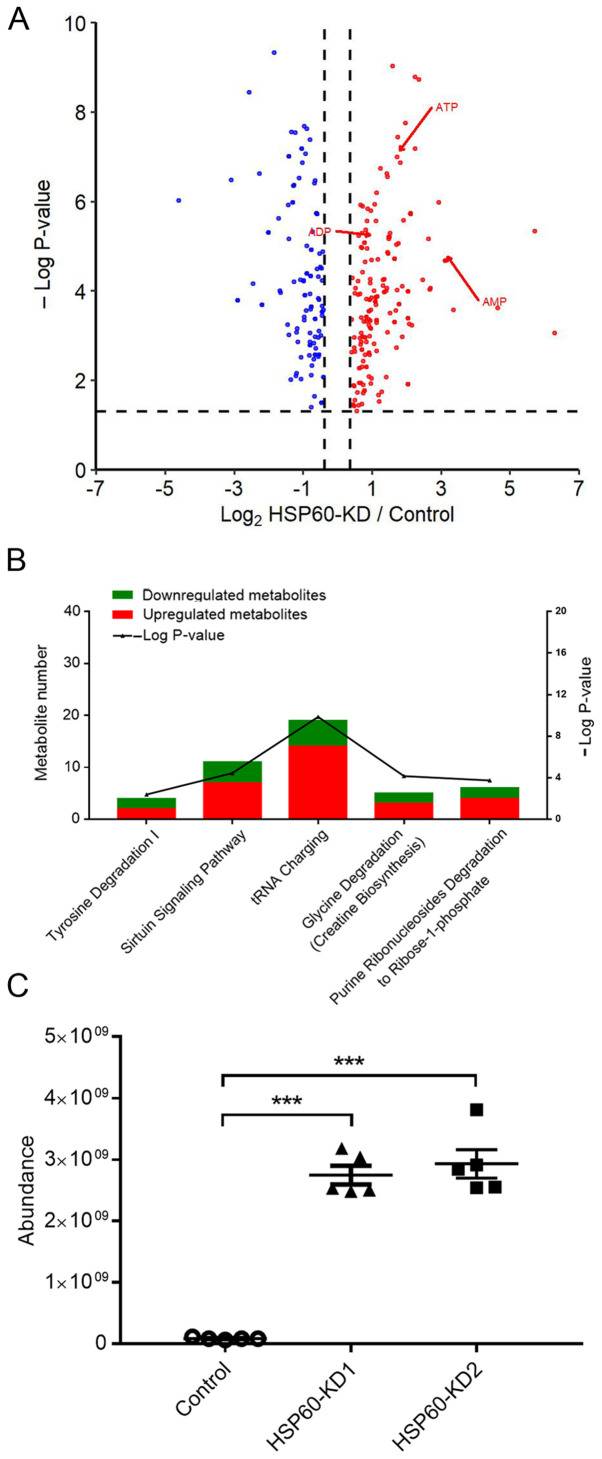 A
10
8
6
4
2
0
– Log P-value
ATP
ADP
AMP
-7 -5 -3 -1 1 3 5 7
Log2 HSP60-KD / Control
B
Downregulated metabolites
Upregulated metabolites
Log P-value
40
30
20
10
0
Metabolite number
20
16
12
8
4
0
– Log P-value
Tyrosine Degradation I
Sirtuin Signaling Pathway
tRNA Charging
Glycine Degradation
(Creatine Biosynthesis)
Purine Ribonucleosides Degradation
to Ribose-1-phosphate
C
5×10^09
4×10^09
3×10^09
2×10^09
1×10^09
0
Abundance
***
***
Control
HSP60-KD1
HSP60-KD2